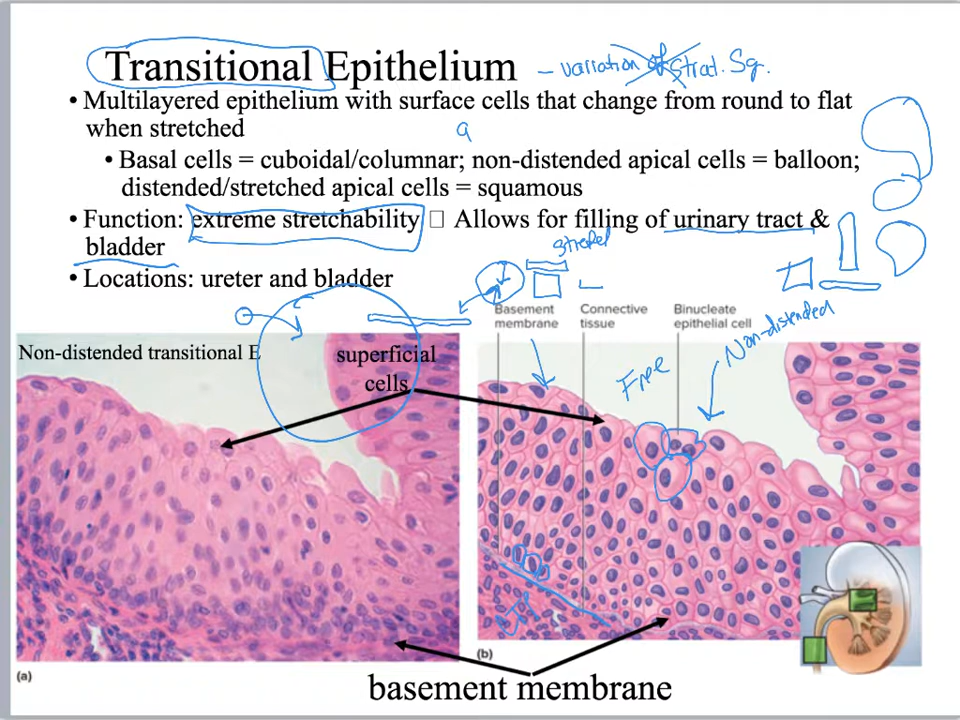 Transitional Epithelium - variation of Strat. Sq.
• Multilayered epithelium with surface cells that change from round to flat
when stretched
• Basal cells = cuboidal/columnar; non-distended apical cells = balloon;
distended/stretched apical cells = squamous
• Function: extreme stretchability □ Allows for filling of urinary tract &
bladder
• Locations: ureter and bladder
Basement
membrane
Connective
tissue
Binucleate
epithelial cell
Non-distended
Non-distended transitional E
superficial
cells
Free
(a)
(b)
basement membrane